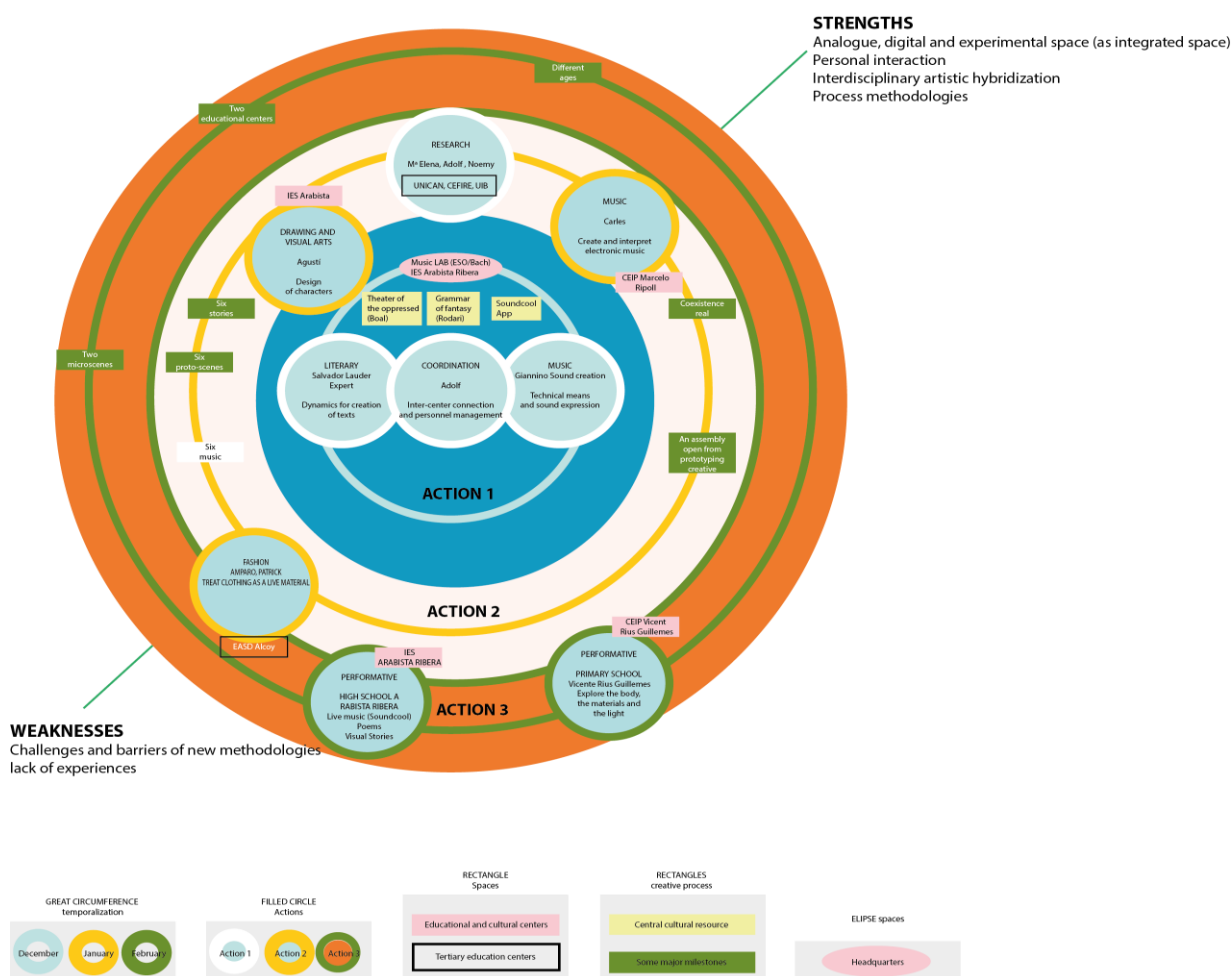 STRENGTHS
Analogue, digital and experimental space (as integrated space)
Personal interaction
Interdisciplinary artistic hybridization
Process methodologies
Different
ages
Two
educational centers
RESEARCH
Mª Elena, Adolf , Noemy
UNICAN, CEFIRE, UIB
IES Arabista
DRAWING AND
VISUAL ARTS
Agustí
Design
of characters
MUSIC
Carles
Create and interpret
electronic music
CEIP Marcelo
Ripoll
Music LAB (ESO/Bach)
IES Arabista Ribera
Theater of
the oppressed
(Boal)
Grammar
of fantasy
(Rodari)
Soundcool
App
Six
stories
Coexistence
real
Two
microscenes
Six
proto-scenes
LITERARY
Salvador Lauder
Expert
Dynamics for creation
of texts
COORDINATION
Adolf
Inter-center connection
and personnel management
MUSIC
Giannino Sound creation
Technical means
and sound expression
Six
music
An assembly
open from
prototyping
creative
ACTION 1
FASHION
AMPARO, PATRICK
TREAT CLOTHING AS A LIVE MATERIAL
EASD Alcoy
ACTION 2
CEIP Vicent
Rius Guillemes
IES
ARABISTA RIBERA
PERFORMATIVE
HIGH SCHOOL A
RABISTA RIBERA
Live music (Soundcool)
Poems
Visual Stories
PERFORMATIVE
PRIMARY SCHOOL
Vicente Rius Guillemes
Explore the body,
the materials and
the light
ACTION 3
WEAKNESSES
Challenges and barriers of new methodologies
lack of experiences
GREAT CIRCUMFERENCE
temporalization
December
January
February
FILLED CIRCLE
Actions
Action 1
Action 2
Action 3
RECTANGLE
Spaces
Educational and cultural centers
Tertiary education centers
RECTANGLES
creative process
Central cultural resource
Some major milestones
ELIPSE spaces
Headquarters